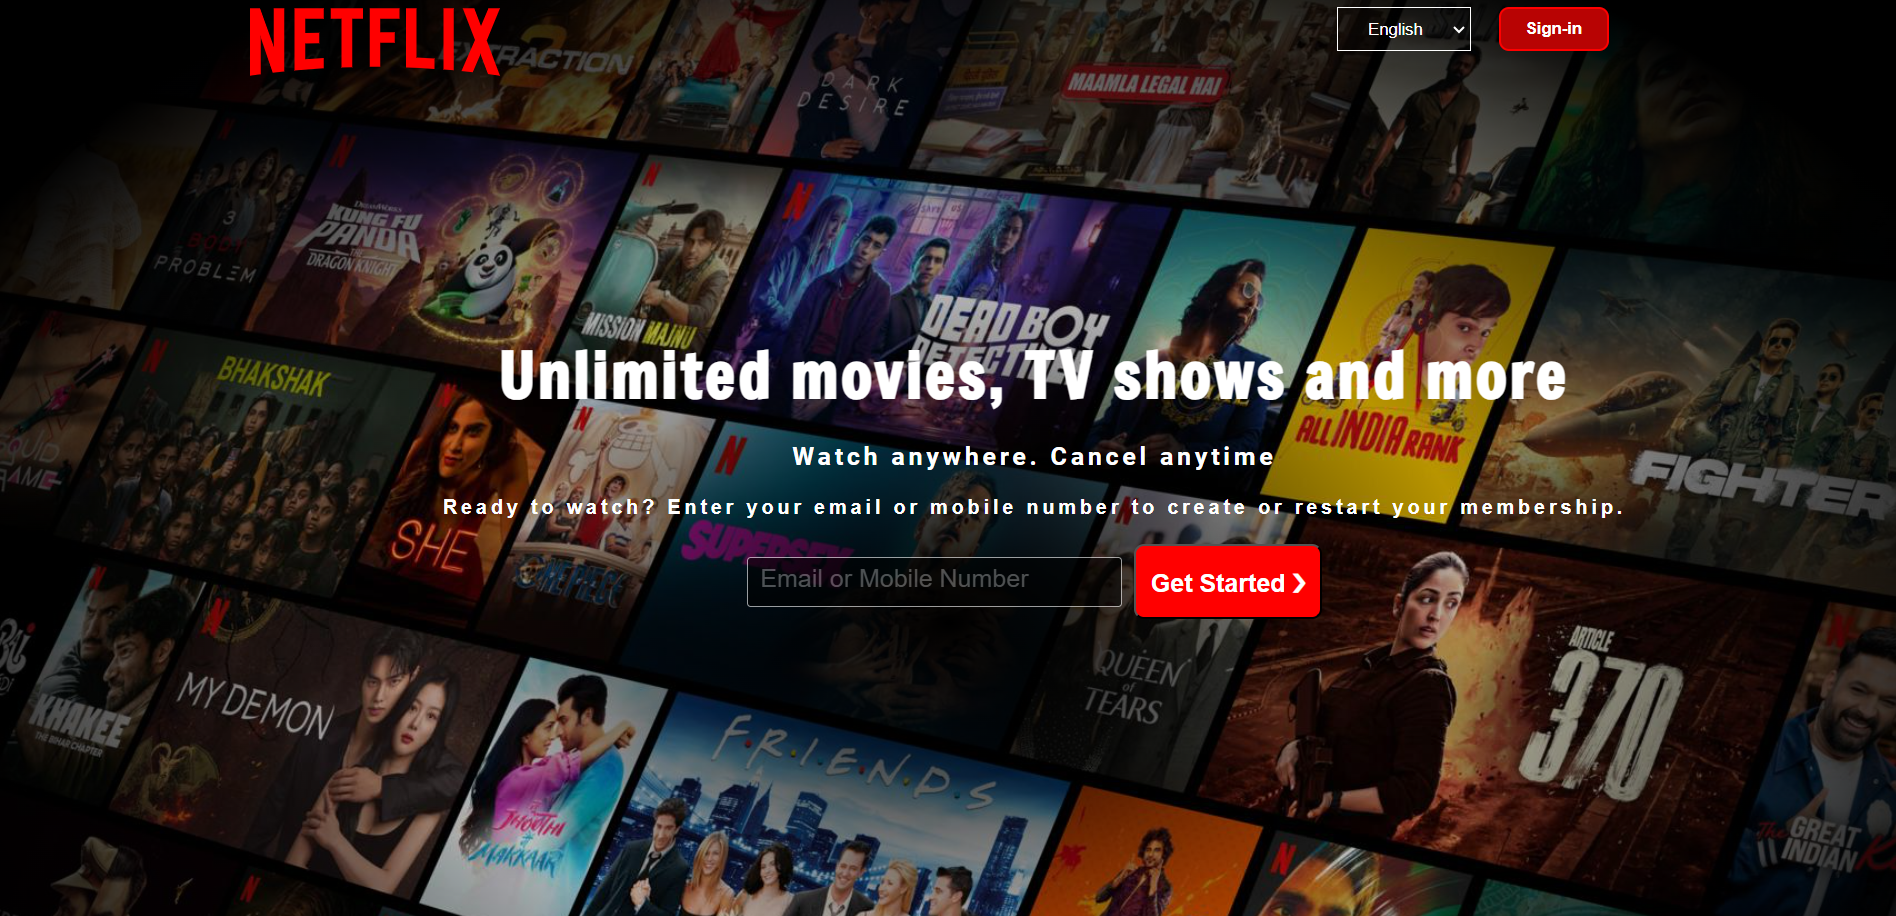 NETFLIX
English
Sign-in
EXTRACTION
2
DARK
DESIRE
MAAMLA LEGAL HAI
3
BODY
PROBLEM
DREAMWORKS
KUNG FU
PANDA
THE
DRAGON KNIGHT
MISSION MAJNU
SAVE US
DEAD BOY
DETECTIVES
ALL INDIA RANK
FIGHTER
Unlimited movies, TV shows and more
Watch anywhere. Cancel anytime
Ready to watch? Enter your email or mobile number to create or restart your membership.
Email or Mobile Number
Get Started ❯
SQUID
GAME
BHAKSHAK
SHE
ONE PIECE
SUPERSEX
QUEEN
of
TEARS
ARTICLE
370
KHAKEE
THE BIHAR CHAPTER
MY DEMON
Tu
JHOOTHI
MAKKAAR
F.R.I.E.N.D.S
The
GREAT
INDIAN